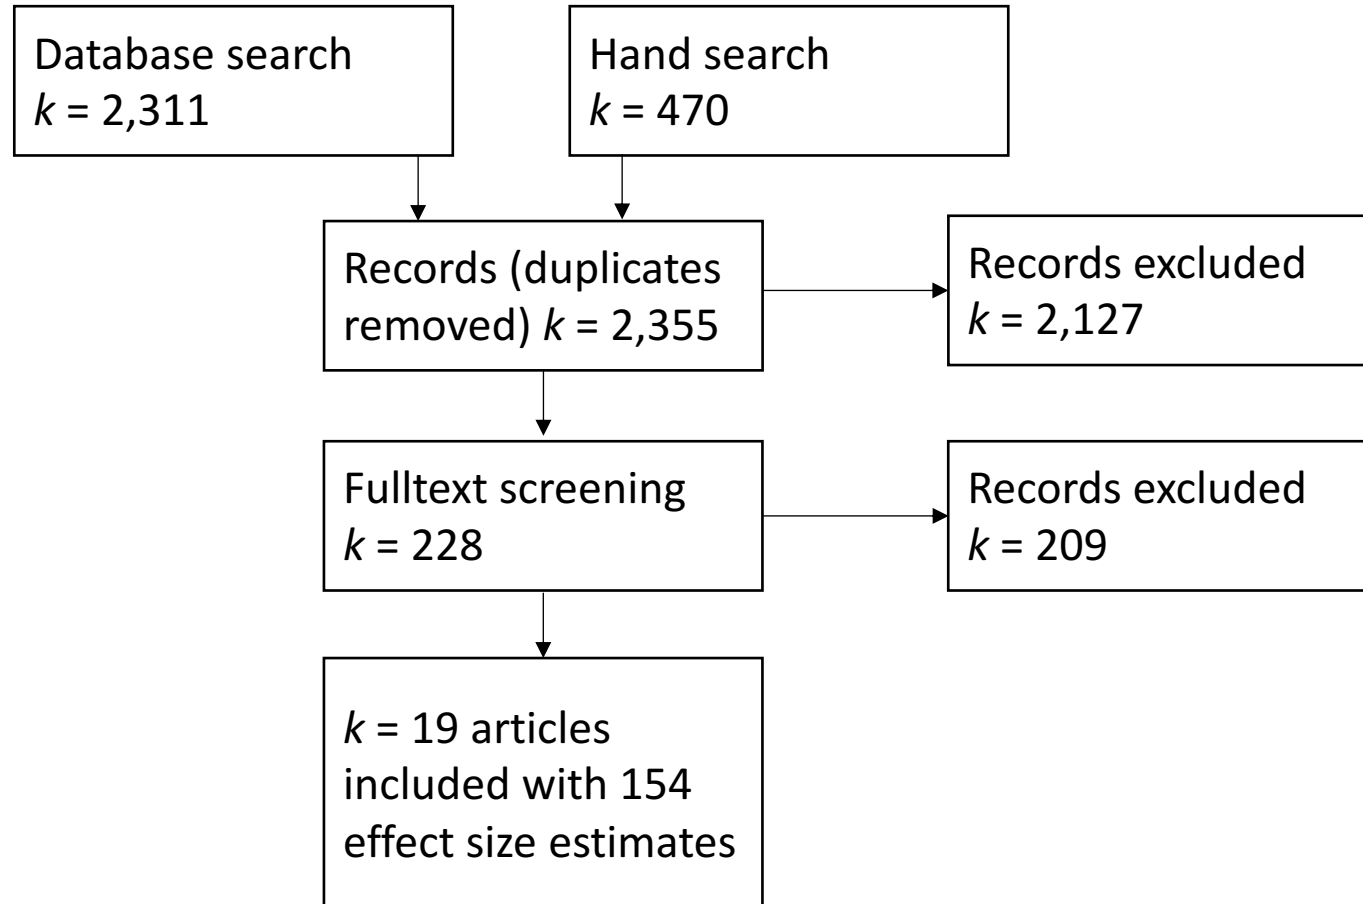 Database search
k = 2,311
Hand search
k = 470
Records (duplicates
removed) k = 2,355
Records excluded
k = 2,127
Fulltext screening
k = 228
Records excluded
k = 209
k = 19 articles
included with 154
effect size estimates